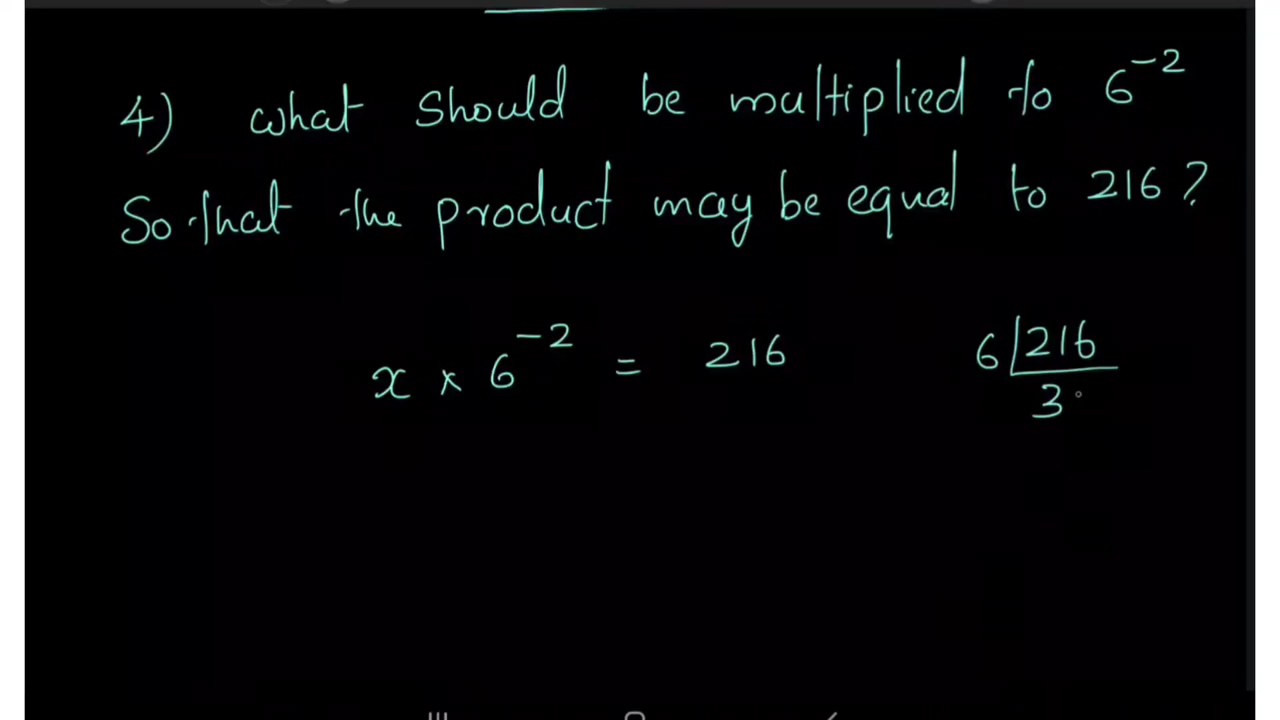 4) What should be multiplied to 6⁻²
So that the product may be equal to 216?
x × 6⁻² = 216
6 | 216
3